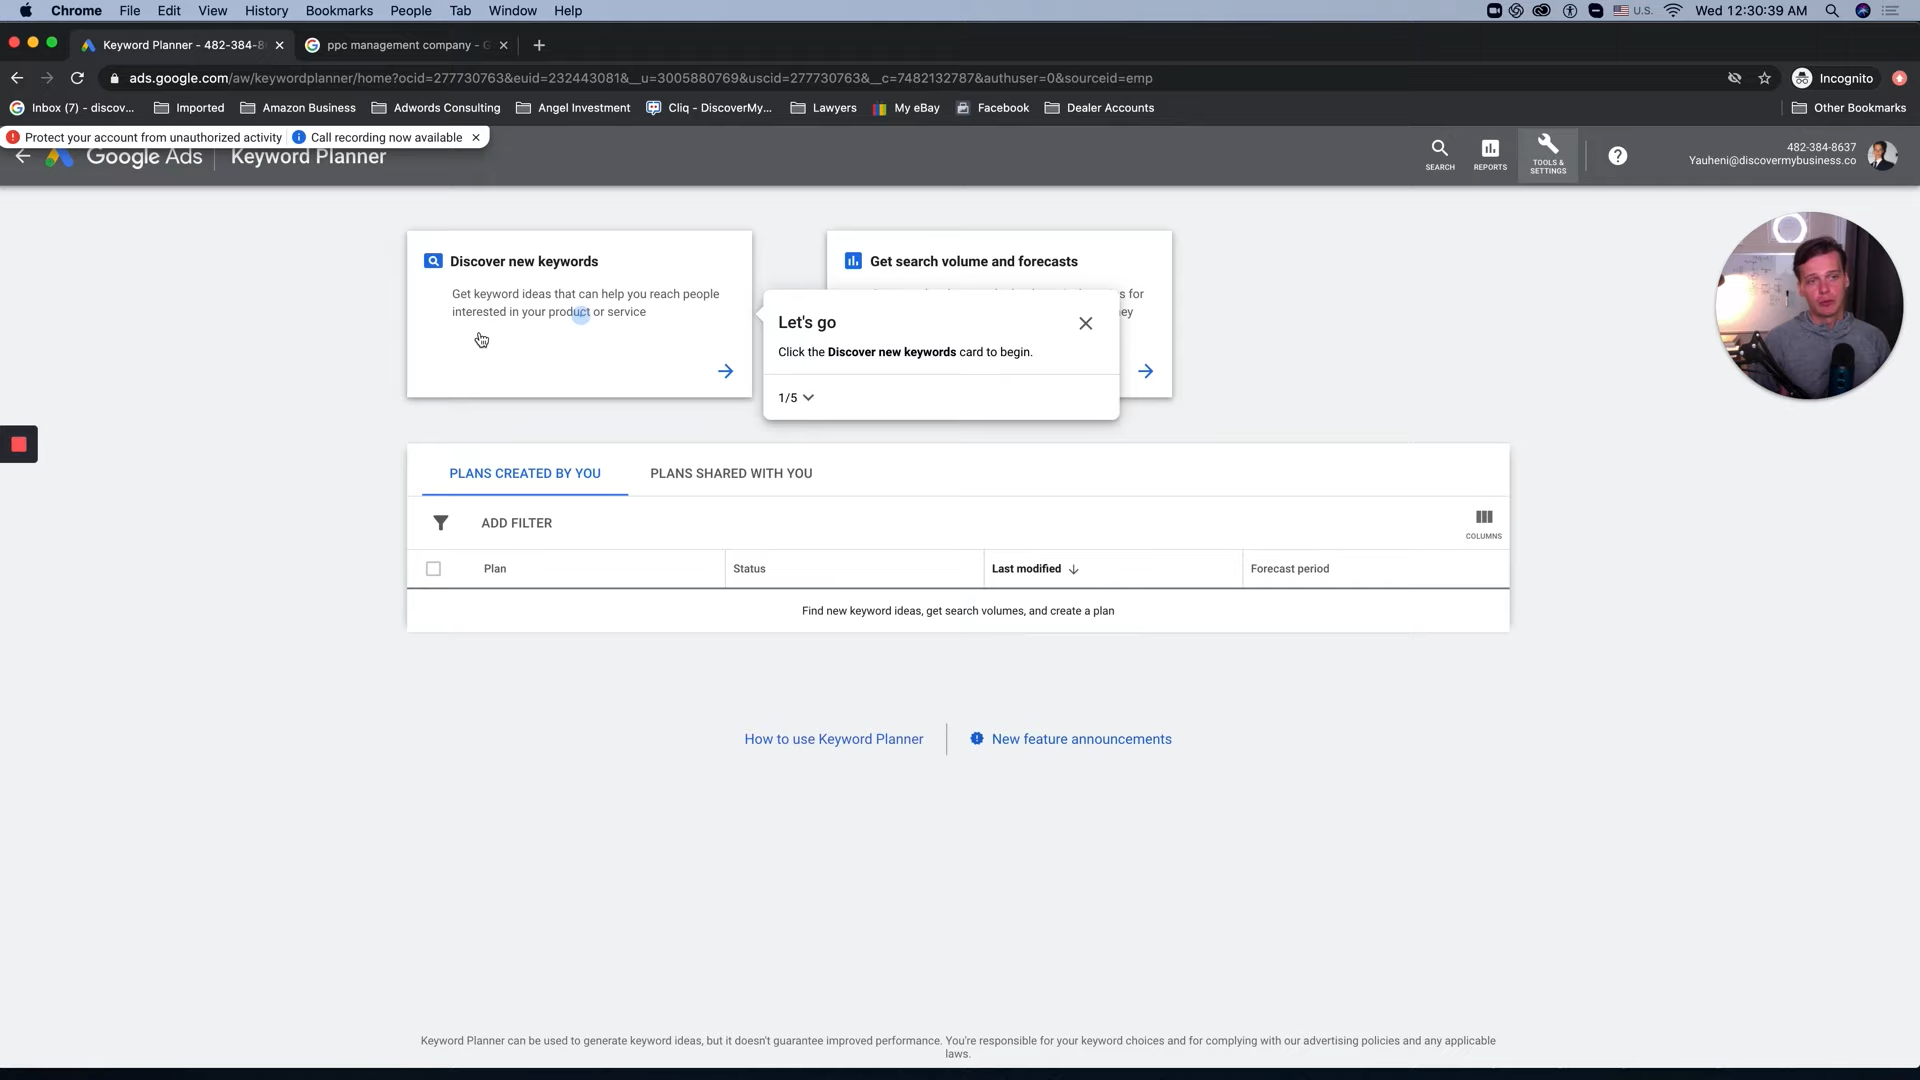 Chrome File Edit View History Bookmarks People Tab Window Help
U.S. Wed 12:30:39 AM
Keyword Planner - 482-384-8
ppc management company - G
ads.google.com/aw/keywordplanner/home?ocid=277730763&euid=232443081&__u=3005880769&uscid=277730763&__c=7482132787&authuser=0&sourceid=emp
Incognito
Inbox (7) - discov... Imported Amazon Business Adwords Consulting Angel Investment Cliq - DiscoverMy... Lawyers My eBay Facebook Dealer Accounts Other Bookmarks
Protect your account from unauthorized activity Call recording now available
Google Ads Keyword Planner
SEARCH
REPORTS
TOOLS &
SETTINGS
482-384-8637
Yauheni@discovermybusiness.co
Discover new keywords
Get keyword ideas that can help you reach people
interested in your product or service
Get search volume and forecasts
s for
ey
Let's go
Click the Discover new keywords card to begin.
1/5
PLANS CREATED BY YOU PLANS SHARED WITH YOU
ADD FILTER
COLUMNS
Plan Status Last modified Forecast period
Find new keyword ideas, get search volumes, and create a plan
How to use Keyword Planner New feature announcements
Keyword Planner can be used to generate keyword ideas, but it doesn't guarantee improved performance. You're responsible for your keyword choices and for complying with our advertising policies and any applicable
laws.